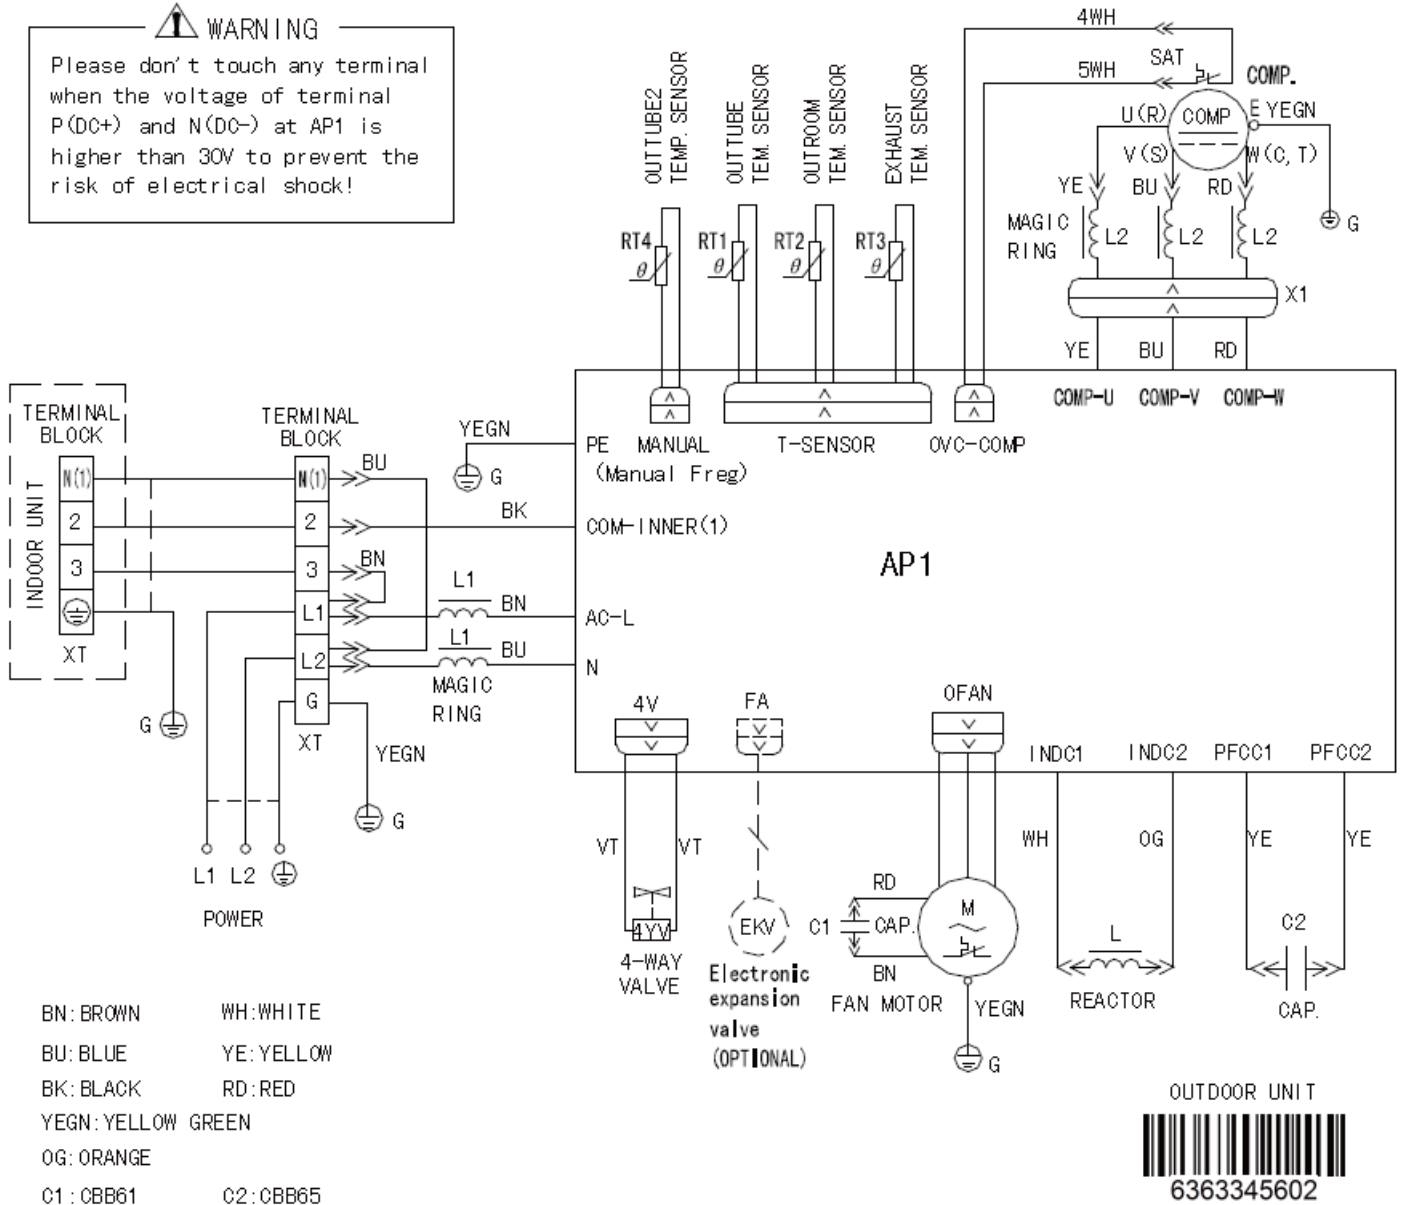 WARNING
Please don't touch any terminal
when the voltage of terminal
P(DC+) and N(DC-) at AP1 is
higher than 30V to prevent the
risk of electrical shock!
OUTTUBE2
TEMP. SENSOR
OUTTUBE
TEM. SENSOR
OUTROOM
TEM. SENSOR
EXHAUST
TEM. SENSOR
RT4
θ
RT1
θ
RT2
θ
RT3
θ
4WH
5WH
SAT
COMP.
U(R)
COMP
E YEGN
V(S)
W(C,T)
YE
BU
RD
G
MAGIC
RING
L2
L2
L2
X1
YE
BU
RD
COMP-U
COMP-V
COMP-W
PE
MANUAL
(Manual Freg)
T-SENSOR
OVC-COMP
YEGN
G
TERMINAL
BLOCK
INDOOR UNIT
N(1)
2
3
XT
G
TERMINAL
BLOCK
N(1)
2
3
L1
L2
G
XT
BU
BK
BN
COM-INNER(1)
AP1
L1
BN
AC-L
L1
BU
N
MAGIC
RING
YEGN
G
L1 L2
POWER
4V
FA
OFAN
INDC1
INDC2
PFCC1
PFCC2
VT
VT
4YV
4-WAY
VALVE
EKV
Electronic
expansion
valve
(OPTIONAL)
RD
C1
CAP.
BN
M
FAN MOTOR
YEGN
G
WH
OG
L
REACTOR
YE
YE
C2
CAP.
BN:BROWN WH:WHITE
BU:BLUE YE:YELLOW
BK:BLACK RD:RED
YEGN:YELLOW GREEN
OG:ORANGE
C1:CBB61 C2:CBB65
OUTDOOR UNIT
6363345602